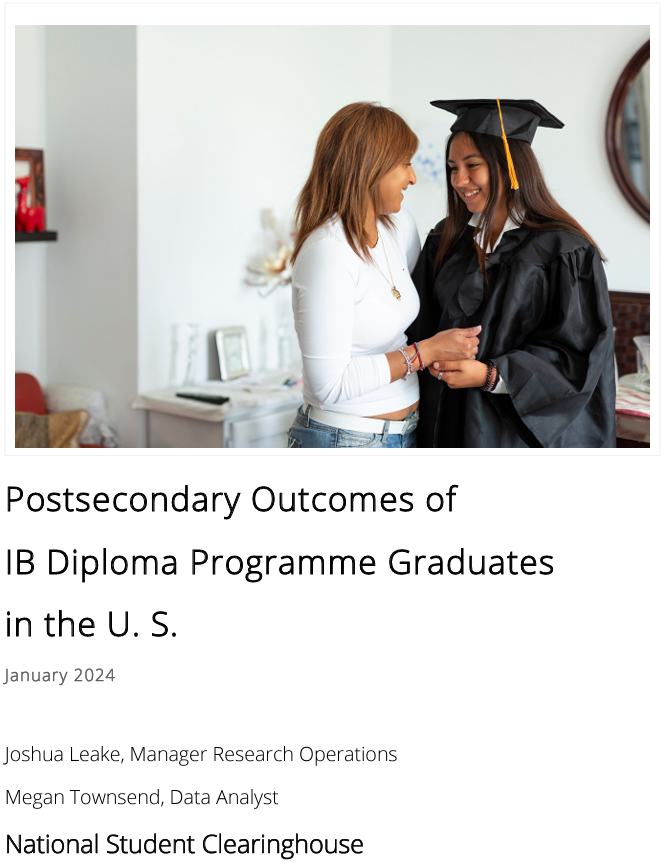 Postsecondary Outcomes of
IB Diploma Programme Graduates
in the U. S.
January 2024
Joshua Leake, Manager Research Operations
Megan Townsend, Data Analyst
National Student Clearinghouse